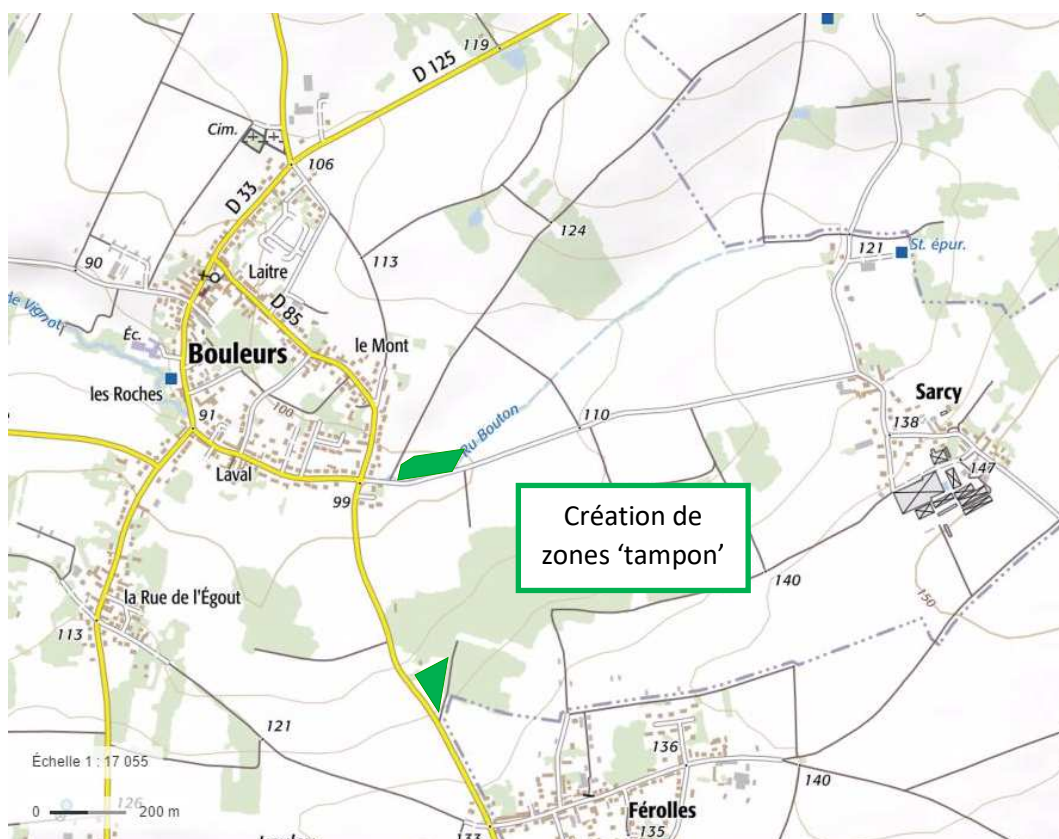 119
D 125
Cim.
106
D 33
124
113
121
St. épur.
90
Laitre
de Vignot
D 85
Éc.
Bouleurs
le Mont
les Roches
100
91
Ru Bouton
110
Sarcy
138
Laval
147
99
Création de
zones ‘tampon’
140
150
la Rue de l'Égout
113
121
136
Échelle 1 : 17 055
140
0
200 m
126
Férolles
133
135